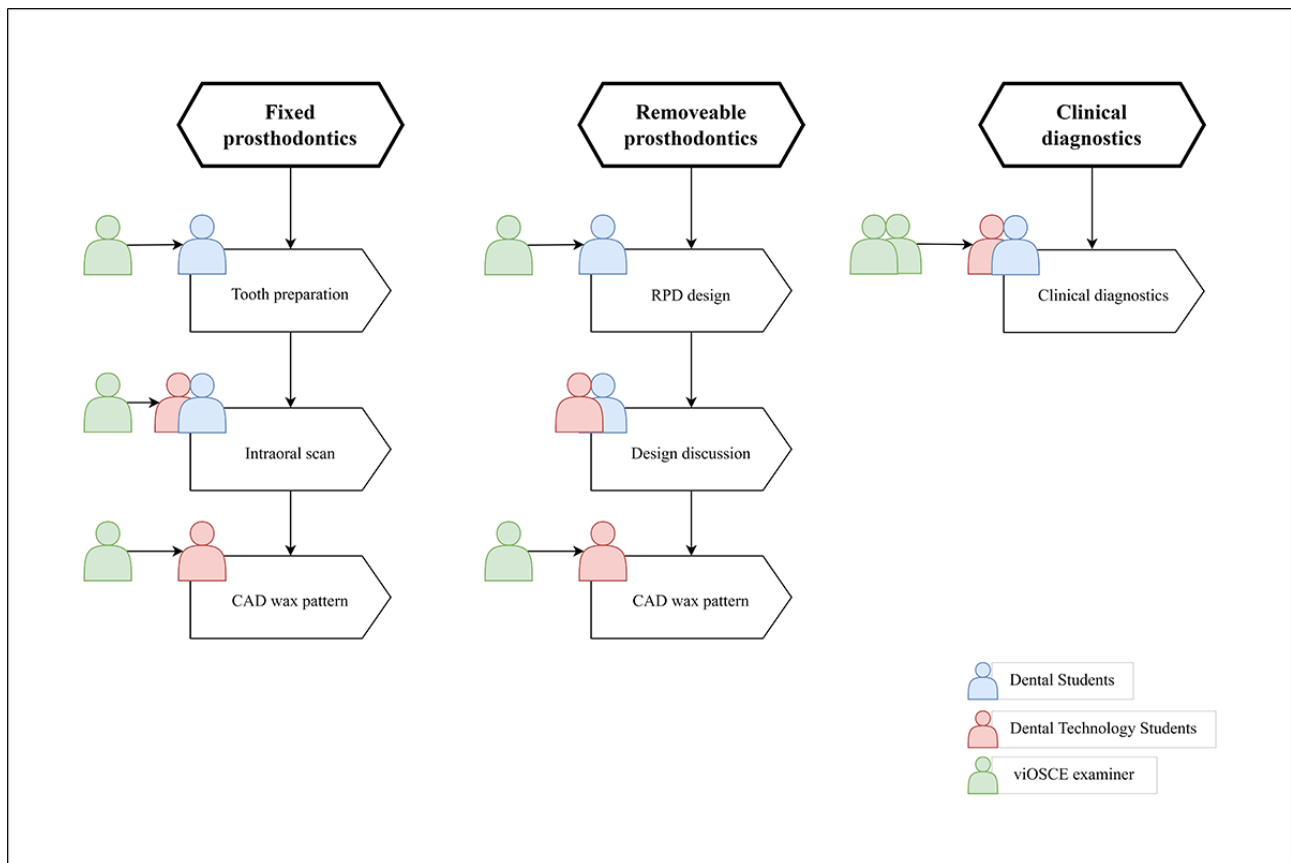 Fixed
prosthodontics
Removeable
prosthodontics
Clinical
diagnostics
Tooth preparation
RPD design
Clinical diagnostics
Intraoral scan
Design discussion
CAD wax pattern
CAD wax pattern
Dental Students
Dental Technology Students
viOSCE examiner